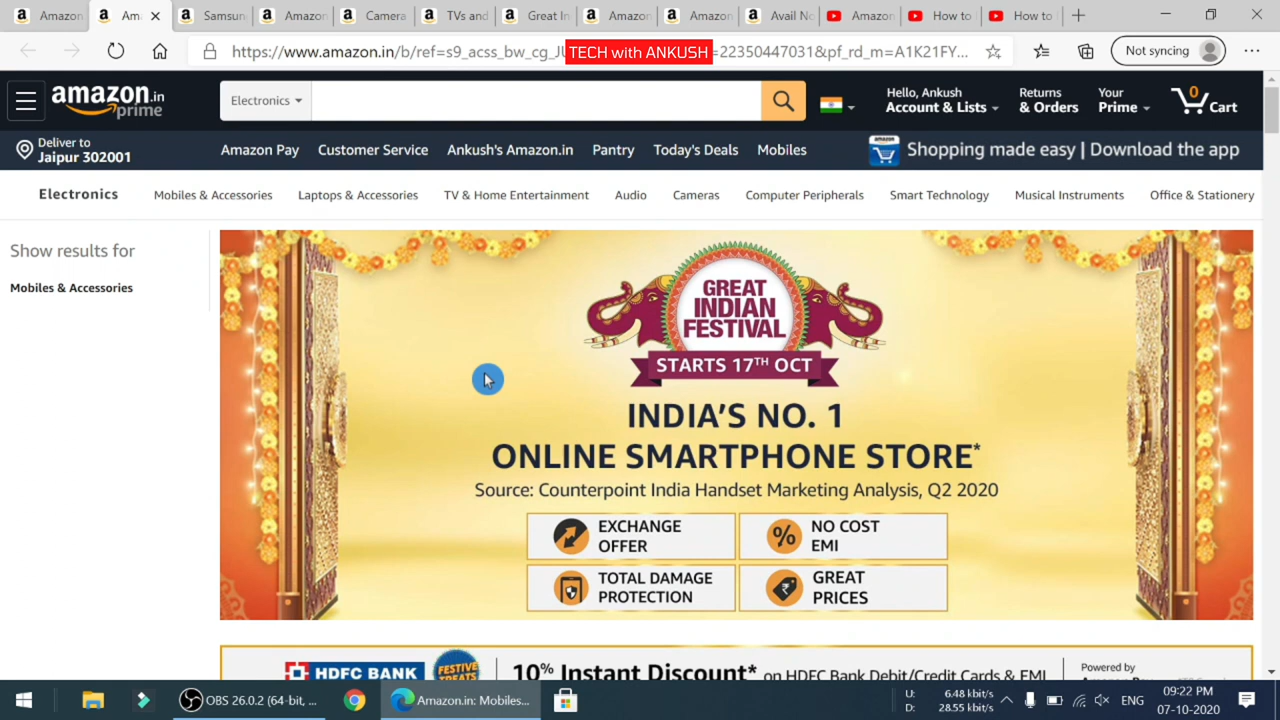 Amazon
Ama
Samsun
Amazon
Camera
TVs and
Great In
Amazon
Amazon
Avail No
Amazon
How to
How to
https://www.amazon.in/b/ref=s9_acss_bw_cg_JU
TECH with ANKUSH
=22350447031&pf_rd_m=A1K21FY...
Not syncing
amazon.in
prime
Electronics
Hello, Ankush
Account & Lists
Returns
& Orders
Your
Prime
0
Cart
Deliver to
Jaipur 302001
Amazon Pay
Customer Service
Ankush's Amazon.in
Pantry
Today's Deals
Mobiles
amazon
Shopping made easy | Download the app
Electronics
Mobiles & Accessories
Laptops & Accessories
TV & Home Entertainment
Audio
Cameras
Computer Peripherals
Smart Technology
Musical Instruments
Office & Stationery
Show results for
Mobiles & Accessories
GREAT
INDIAN
FESTIVAL
STARTS 17TH OCT
INDIA'S NO. 1
ONLINE SMARTPHONE STORE*
Source: Counterpoint India Handset Marketing Analysis, Q2 2020
EXCHANGE
OFFER
NO COST
EMI
TOTAL DAMAGE
PROTECTION
GREAT
PRICES
HDFC BANK
FESTIVE
TREATS
10% Instant Discount* on HDFC Bank Debit/Credit Cards & EMI
Powered by
OBS 26.0.2 (64-bit, ...
Amazon.in: Mobiles...
U: 6.48 kbit/s
D: 28.55 kbit/s
ENG
09:22 PM
07-10-2020